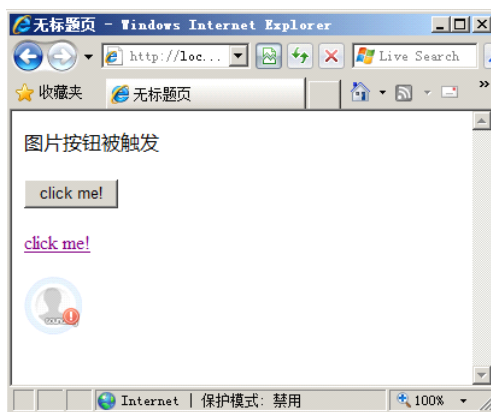 无标题页 - Windows Internet Explorer
http://loc...
Live Search
收藏夹
无标题页
»
图片按钮被触发
click me!
click me!
Internet | 保护模式: 禁用
100%